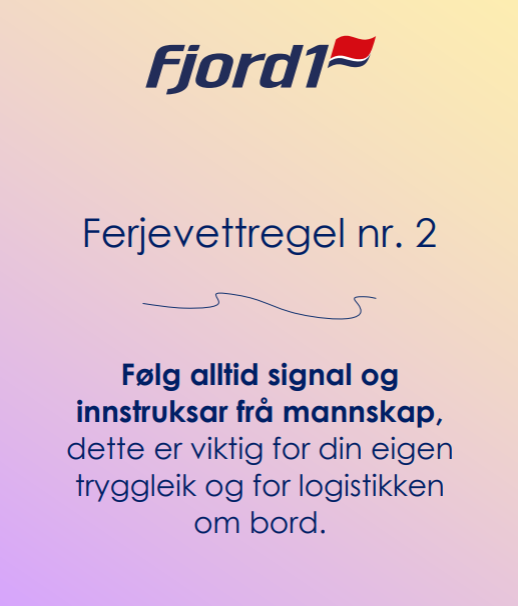 Fjord1
Ferjevettregel nr. 2
Følg alltid signal og
innstruksar frå mannskap,
dette er viktig for din eigen
tryggleik og for logistikken
om bord.